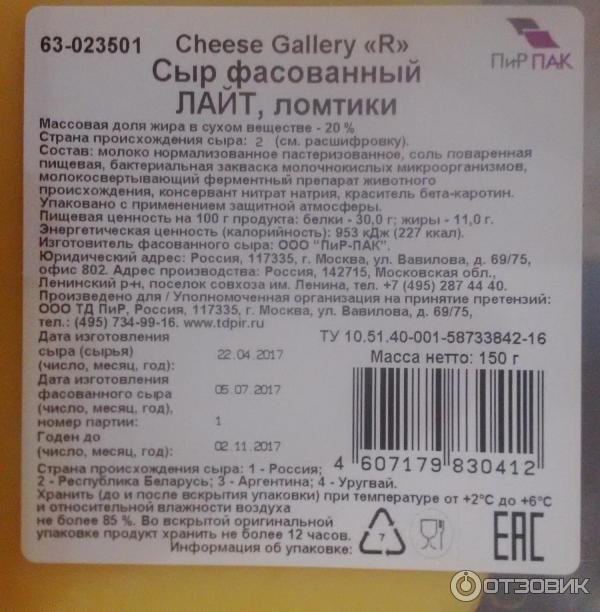 63-023501 Cheese Gallery «R»
ПиР ПАК
Сыр фасованный
ЛАЙТ, ломтики
Массовая доля жира в сухом веществе - 20 %
Страна происхождения сыра: 2 (см. расшифровку).
Состав: молоко нормализованное пастеризованное, соль поваренная
пищевая, бактериальная закваска молочнокислых микроорганизмов,
молокосвертывающий ферментный препарат животного
происхождения, консервант нитрат натрия, краситель бета-каротин.
Упаковано с применением защитной атмосферы.
Пищевая ценность на 100 г продукта: белки - 30,0 г; жиры - 11,0 г.
Энергетическая ценность (калорийность): 953 кДж (227 ккал).
Изготовитель фасованного сыра: ООО "ПиР-ПАК".
Юридический адрес: Россия, 117335, г. Москва, ул. Вавилова, д. 69/75,
офис 802. Адрес производства: Россия, 142715, Московская обл.,
Ленинский р-н, поселок совхоза им. Ленина, тел. +7 (495) 287 44 40.
Произведено для / Уполномоченная организация на принятие претензий:
ООО ТД ПиР, Россия, 117335, г. Москва, ул. Вавилова, д. 69/75,
тел.: (495) 734-99-16. www.tdpir.ru
ТУ 10.51.40-001-58733842-16
Масса нетто: 150 г
Дата изготовления
сыра (сырья)
(число, месяц, год): 22.04.2017
Дата изготовления
фасованного сыра 05.07.2017
(число, месяц, год),
номер партии: 1
Годен до
(число, месяц, год): 02.11.2017
4 607179 830412
Страна происхождения сыра: 1 - Россия;
2 - Республика Беларусь; 3 - Аргентина; 4 - Уругвай.
Хранить (до и после вскрытия упаковки) при температуре от +2°С до +6°С
и относительной влажности воздуха
не более 85 %. Во вскрытой оригинальной
упаковке продукт хранить не более 12 часов.
Информация об упаковке:
7
ЕАС
ОТЗОВИК